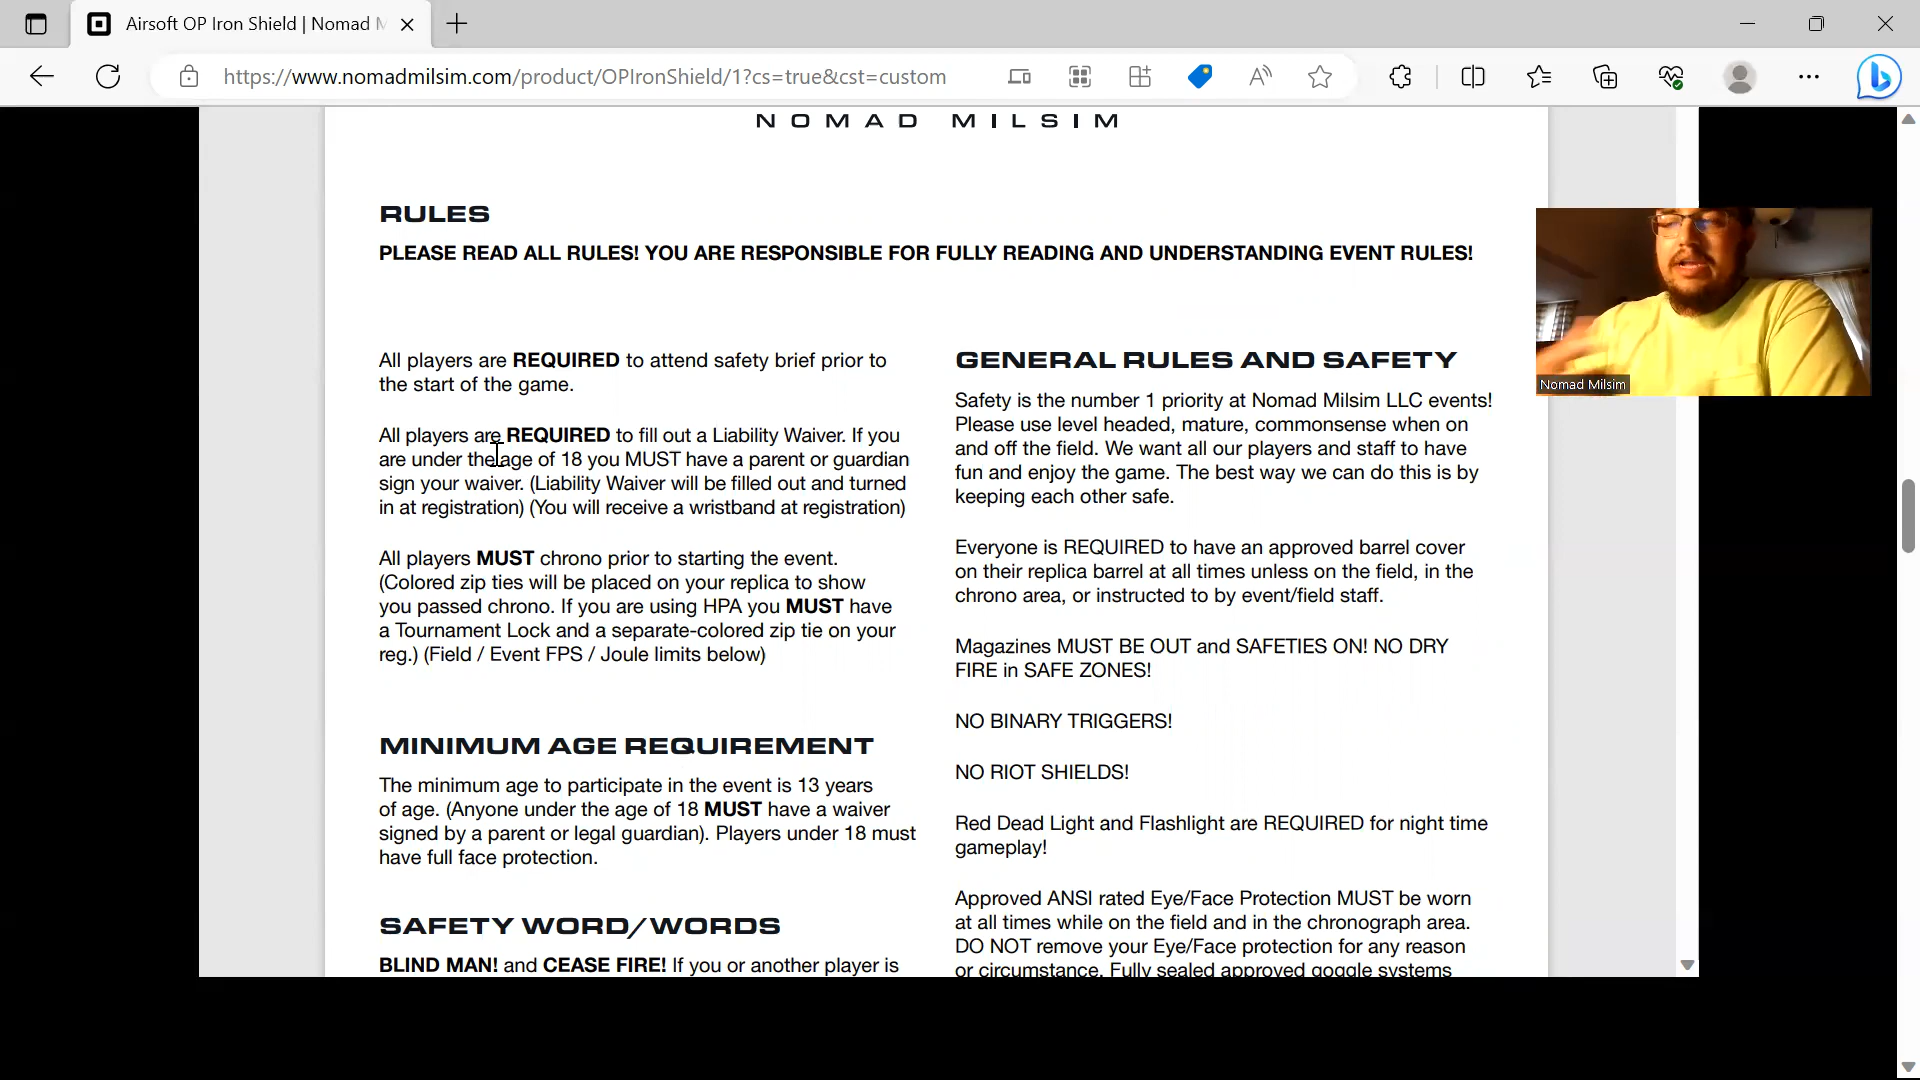 Airsoft OP Iron Shield | Nomad M
https://www.nomadmilsim.com/product/OPIronShield/1?cs=true&cst=custom
NOMAD MILSIM
RULES
PLEASE READ ALL RULES! YOU ARE RESPONSIBLE FOR FULLY READING AND UNDERSTANDING EVENT RULES!
All players are REQUIRED to attend safety brief prior to
the start of the game.
All players are REQUIRED to fill out a Liability Waiver. If you
are under the age of 18 you MUST have a parent or guardian
sign your waiver. (Liability Waiver will be filled out and turned
in at registration) (You will receive a wristband at registration)
All players MUST chrono prior to starting the event.
(Colored zip ties will be placed on your replica to show
you passed chrono. If you are using HPA you MUST have
a Tournament Lock and a separate-colored zip tie on your
reg.) (Field / Event FPS / Joule limits below)
MINIMUM AGE REQUIREMENT
The minimum age to participate in the event is 13 years
of age. (Anyone under the age of 18 MUST have a waiver
signed by a parent or legal guardian). Players under 18 must
have full face protection.
SAFETY WORD/WORDS
BLIND MAN! and CEASE FIRE! If you or another player is
GENERAL RULES AND SAFETY
Safety is the number 1 priority at Nomad Milsim LLC events!
Please use level headed, mature, commonsense when on
and off the field. We want all our players and staff to have
fun and enjoy the game. The best way we can do this is by
keeping each other safe.
Everyone is REQUIRED to have an approved barrel cover
on their replica barrel at all times unless on the field, in the
chrono area, or instructed to by event/field staff.
Magazines MUST BE OUT and SAFETIES ON! NO DRY
FIRE in SAFE ZONES!
NO BINARY TRIGGERS!
NO RIOT SHIELDS!
Red Dead Light and Flashlight are REQUIRED for night time
gameplay!
Approved ANSI rated Eye/Face Protection MUST be worn
at all times while on the field and in the chronograph area.
DO NOT remove your Eye/Face protection for any reason
or circumstance. Fully sealed approved goggle systems
Nomad Milsim